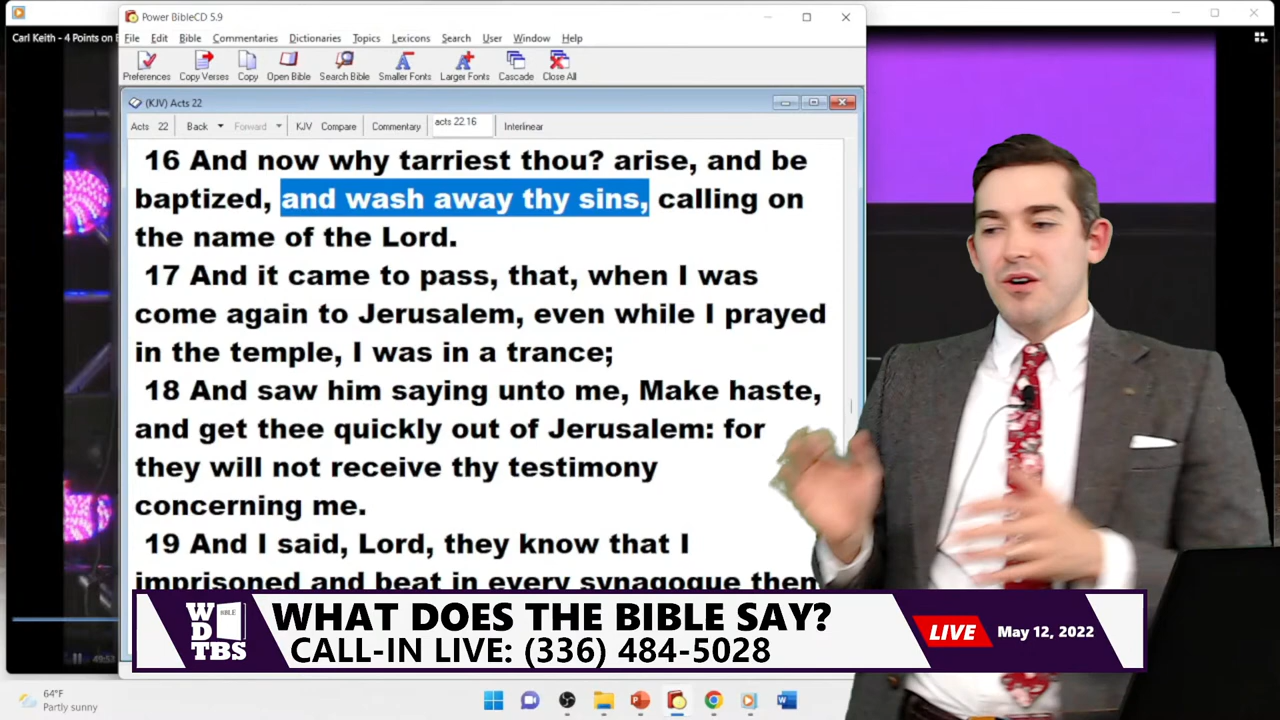 Power BibleCD 5.9
Carl Keith - 4 Points on
File Edit Bible Commentaries Dictionaries Topics Lexicons Search User Window Help
Preferences Copy Verses Copy Open Bible Search Bible Smaller Fonts Larger Fonts Cascade Close All
(KJV) Acts 22
Acts 22 Back Forward KJV Compare Commentary acts 22:16 Interlinear
16 And now why tarriest thou? arise, and be
baptized, and wash away thy sins, calling on
the name of the Lord.
17 And it came to pass, that, when I was
come again to Jerusalem, even while I prayed
in the temple, I was in a trance;
18 And saw him saying unto me, Make haste,
and get thee quickly out of Jerusalem: for
they will not receive thy testimony
concerning me.
19 And I said, Lord, they know that I
imprisoned and beat in every synagogue them
BIBLE
WD
TBS
WHAT DOES THE BIBLE SAY?
CALL-IN LIVE: (336) 484-5028
LIVE May 12, 2022
49:53
64°F
Partly sunny